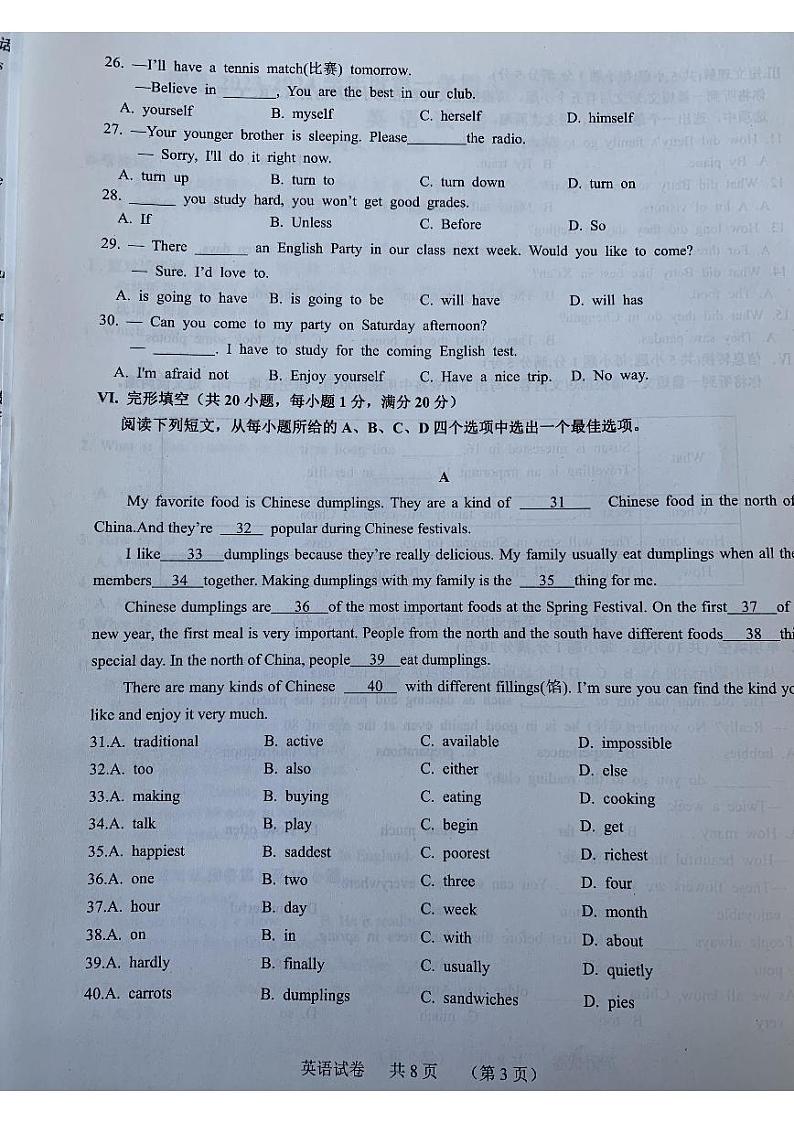 26. —I'll have a tennis match(比赛) tomorrow.
—Believe in ______, You are the best in our club.
A. yourself B. myself C. herself D. himself
27. —Your younger brother is sleeping. Please______the radio.
— Sorry, I'll do it right now.
A. turn up B. turn to C. turn down D. turn on
28. ______ you study hard, you won't get good grades.
A. If B. Unless C. Before D. So
29. — There ______ an English Party in our class next week. Would you like to come?
— Sure. I'd love to.
A. is going to have B. is going to be C. will have D. will has
30. — Can you come to my party on Saturday afternoon?
— ______. I have to study for the coming English test.
A. I'm afraid not B. Enjoy yourself C. Have a nice trip. D. No way.
VI. 完形填空（共 20 小题，每小题 1 分，满分 20 分）
阅读下列短文，从每小题所给的 A、B、C、D 四个选项中选出一个最佳选项。
A
My favorite food is Chinese dumplings. They are a kind of 31 Chinese food in the north of
China.And they're 32 popular during Chinese festivals.
I like 33 dumplings because they're really delicious. My family usually eat dumplings when all the
members 34 together. Making dumplings with my family is the 35 thing for me.
Chinese dumplings are 36 of the most important foods at the Spring Festival. On the first 37 of
new year, the first meal is very important. People from the north and the south have different foods 38
special day. In the north of China, people 39 eat dumplings.
There are many kinds of Chinese 40 with different fillings(馅). I'm sure you can find the kind
like and enjoy it very much.
31.A. traditional B. active C. available D. impossible
32.A. too B. also C. either D. else
33.A. making B. buying C. eating D. cooking
34.A. talk B. play C. begin D. get
35.A. happiest B. saddest C. poorest D. richest
36.A. one B. two C. three D. four
37.A. hour B. day C. week D. month
38.A. on B. in C. with D. about
39.A. hardly B. finally C. usually D. quietly
40.A. carrots B. dumplings C. sandwiches D. pies
英语试卷 共 8 页 （第 3 页）